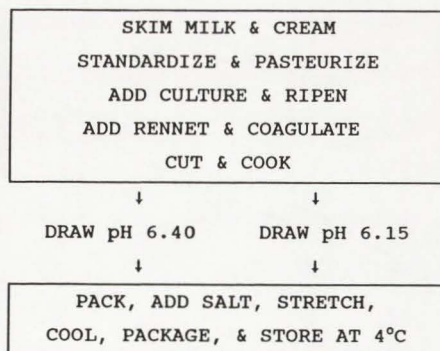 SKIM MILK & CREAM
STANDARDIZE & PASTEURIZE
ADD CULTURE & RIPEN
ADD RENNET & COAGULATE
CUT & COOK
↓ ↓
DRAW pH 6.40 DRAW pH 6.15
↓ ↓
PACK, ADD SALT, STRETCH,
COOL, PACKAGE, & STORE AT 4°C